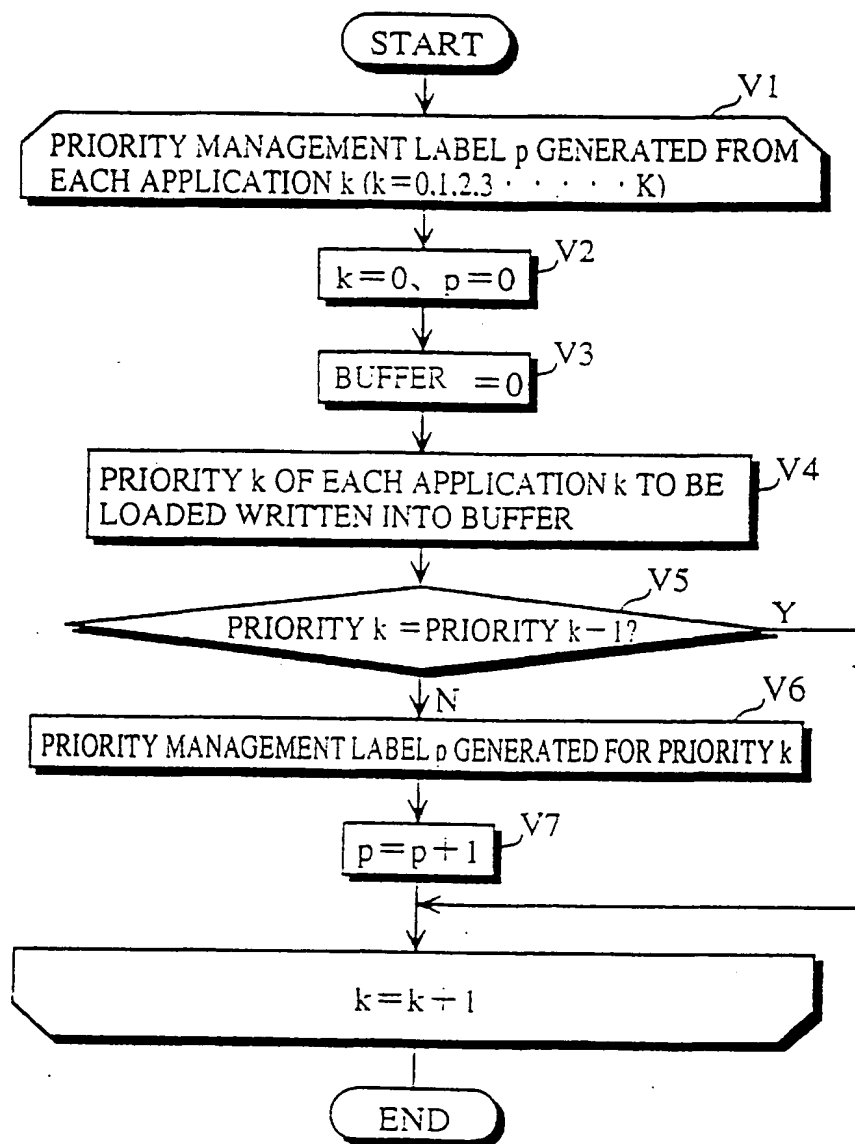 START
V1
PRIORITY MANAGEMENT LABEL p GENERATED FROM
EACH APPLICATION k (k=0.1.2.3 · · · · · K)
V2
k=0、p=0
V3
BUFFER =0
V4
PRIORITY k OF EACH APPLICATION k TO BE
LOADED WRITTEN INTO BUFFER
V5
PRIORITY k =PRIORITY k-1?
Y
N
V6
PRIORITY MANAGEMENT LABEL p GENERATED FOR PRIORITY k
V7
p=p+1
k=k+1
END